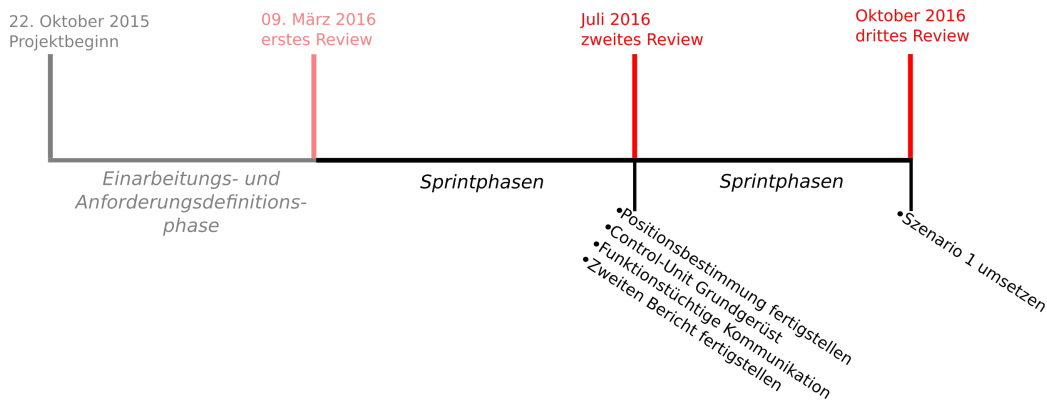 22. Oktober 2015
Projektbeginn
09. März 2016
erstes Review
Juli 2016
zweites Review
Oktober 2016
drittes Review
Einarbeitungs- und
Anforderungsdefinitions-
phase
Sprintphasen
Sprintphasen
•Positionsbestimmung fertigstellen
•Control-Unit Grundgerüst
•Funktionstüchtige Kommunikation
•Zweiten Bericht fertigstellen
•Szenario 1 umsetzen